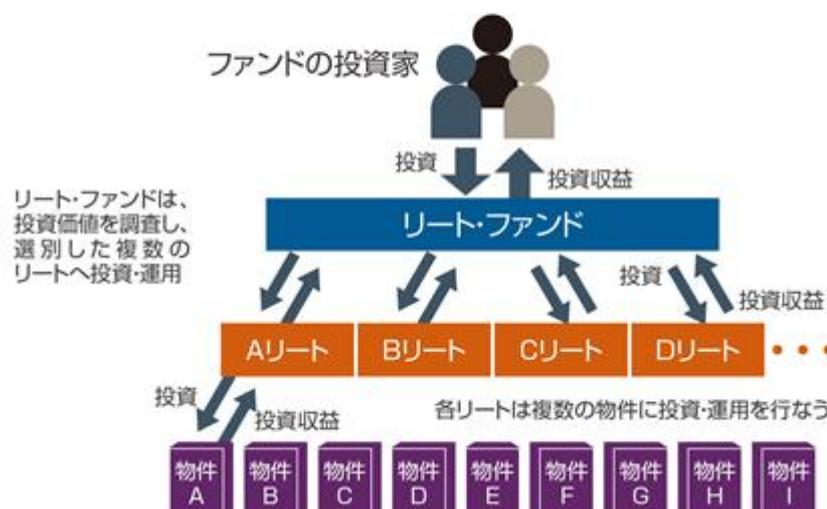 ファンドの投資家
投資
投資収益
リート・ファンドは、
投資価値を調査し、
選別した複数の
リートへ投資・運用
リート・ファンド
投資
投資収益
Aリート
Bリート
Cリート
Dリート
・・・
投資
投資収益
各リートは複数の物件に投資・運用を行なう
物件
A
物件
B
物件
C
物件
D
物件
E
物件
F
物件
G
物件
H
物件
I